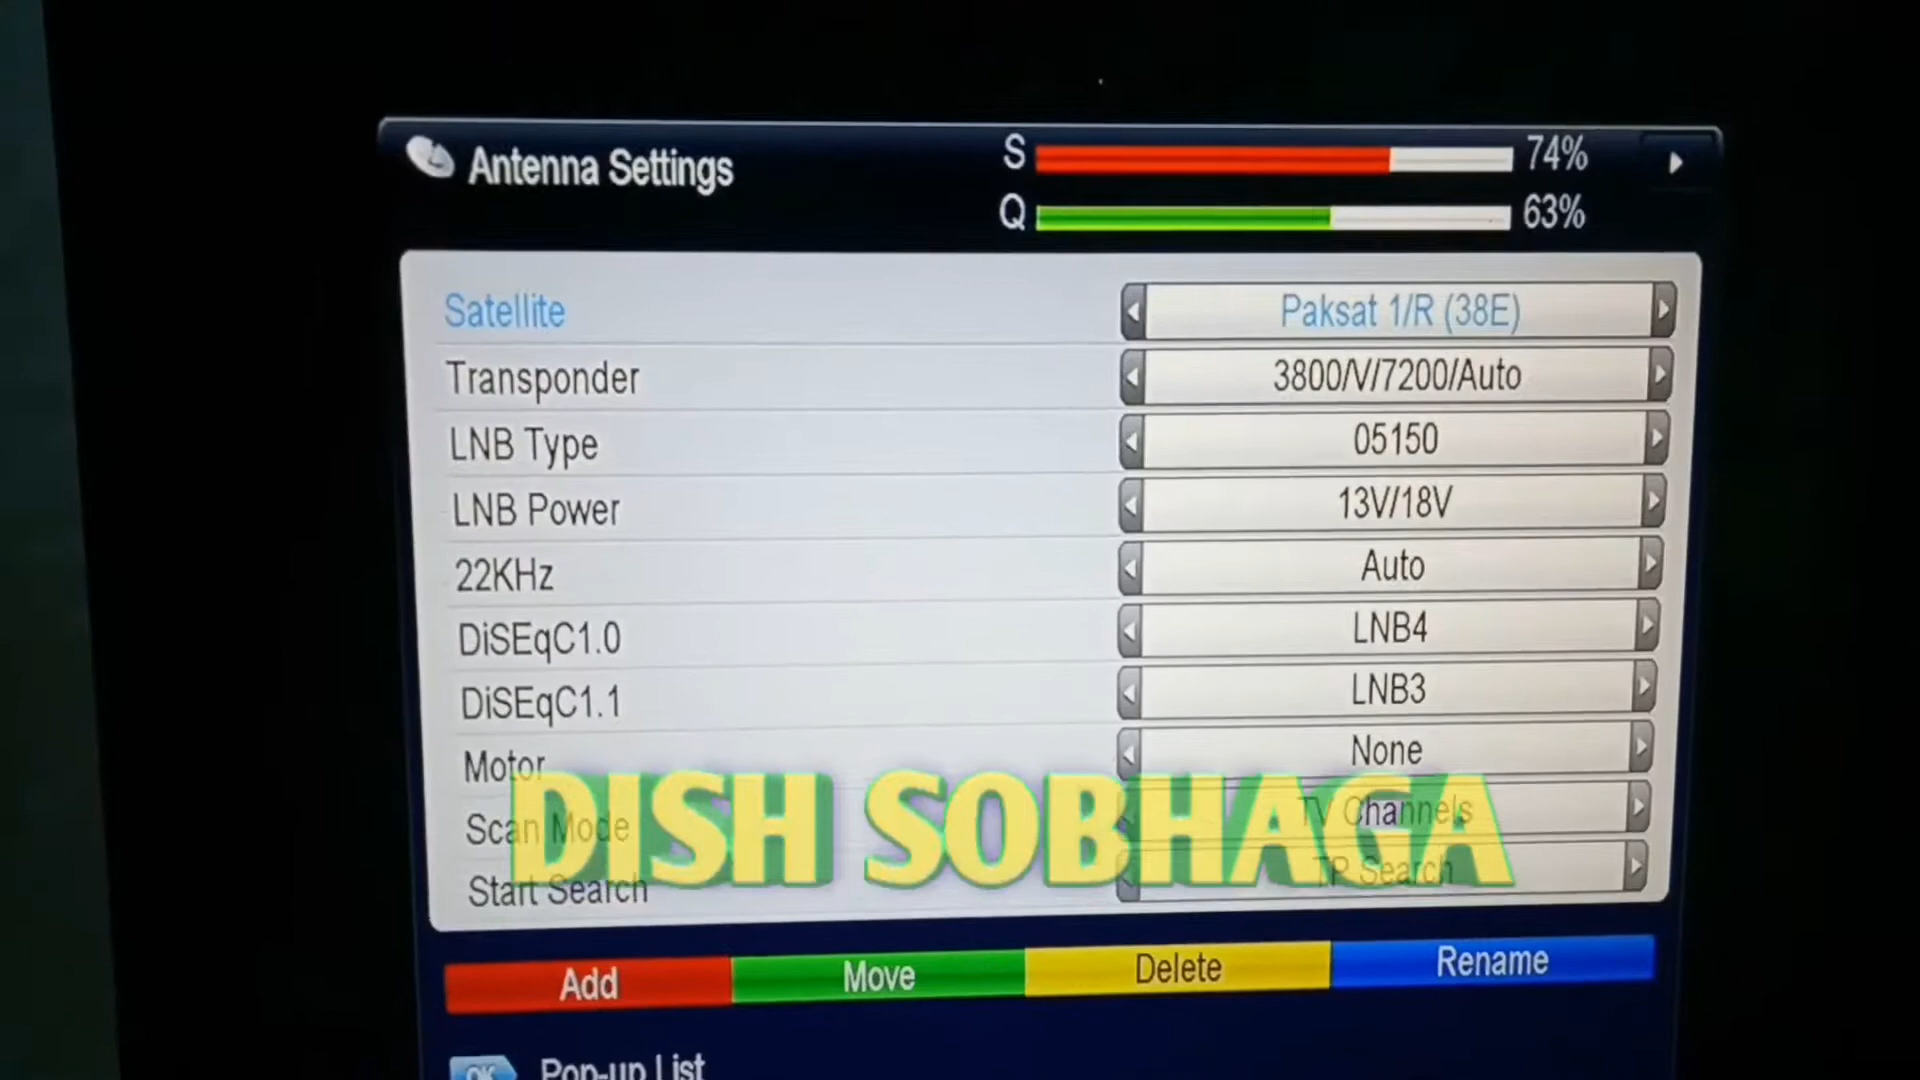 Antenna Settings S 74%
Q 63%
Satellite Paksat 1/R (38E)
Transponder 3800/V/7200/Auto
LNB Type 05150
LNB Power 13V/18V
22KHz Auto
DiSEqC1.0 LNB4
DiSEqC1.1 LNB3
Motor None
Scan Mode TV Channels
DISH SOBHAGA
Start Search TP Search
Add Move Delete Rename
OK Pop-up List